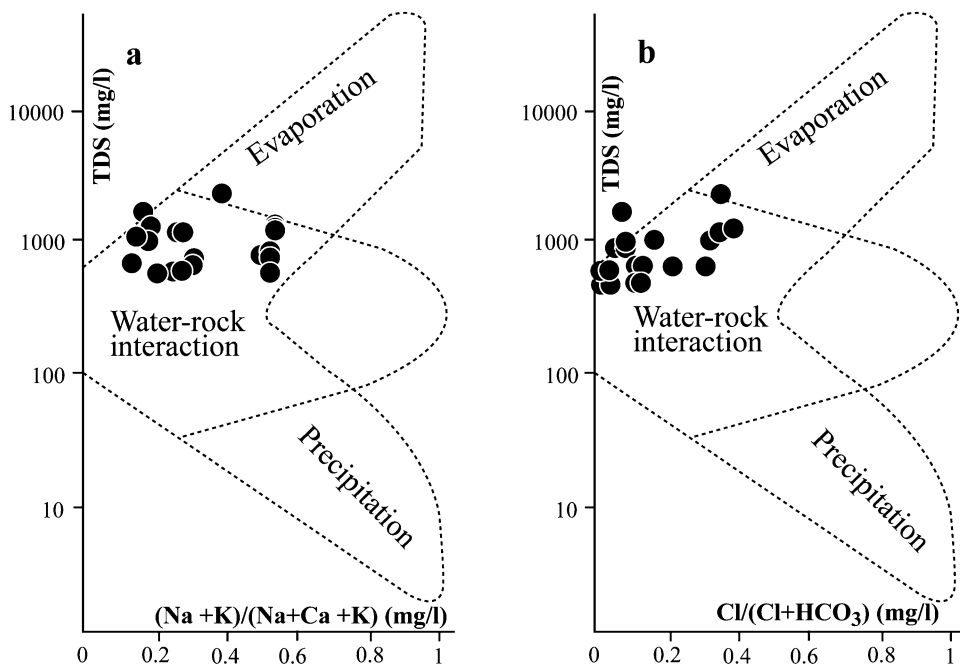 a
TDS (mg/l)
10000
1000
100
10
Evaporation
Water-rock
interaction
Precipitation
(Na +K)/(Na+Ca +K) (mg/l)
0 0.2 0.4 0.6 0.8 1
b
TDS (mg/l)
10000
1000
100
10
Evaporation
Water-rock
interaction
Precipitation
Cl/(Cl+HCO₃) (mg/l)
0 0.2 0.4 0.6 0.8 1